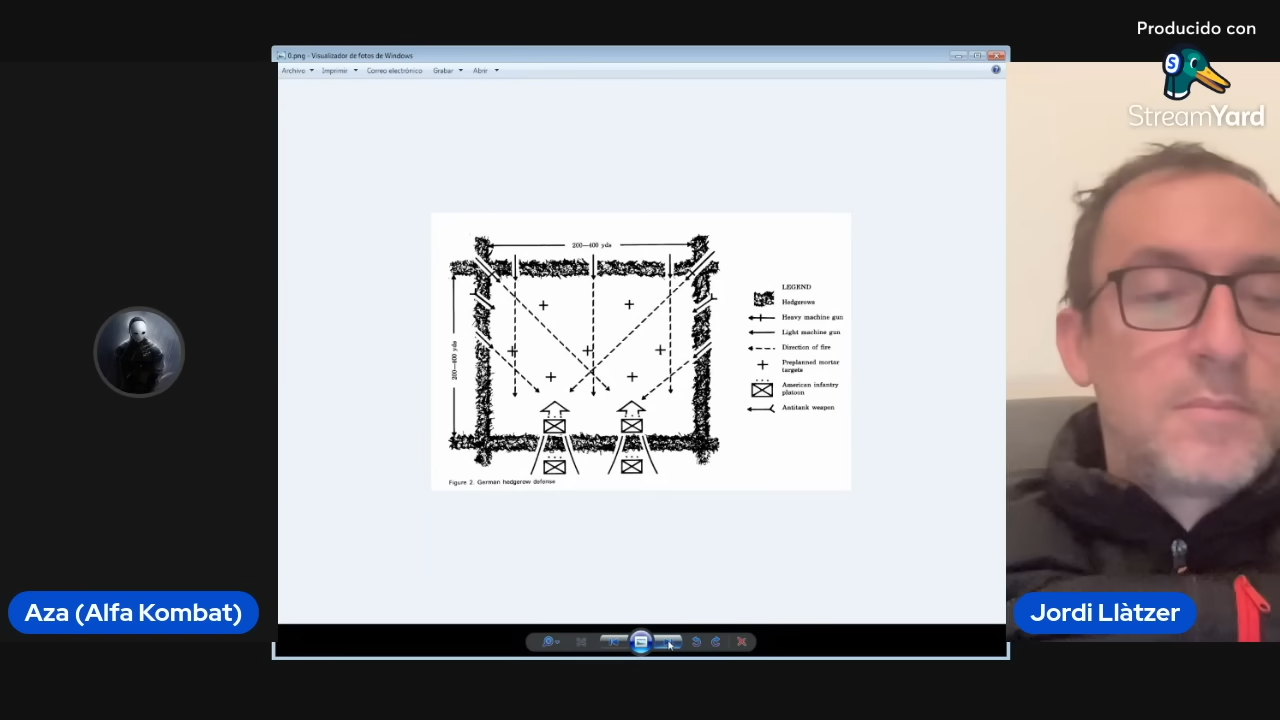 Producido con
StreamYard
0.png - Visualizador de fotos de Windows
Archivo Imprimir Correo electrónico Grabar Abrir
200—400 yds
200—400 yds
LEGEND
Hedgerows
Heavy machine gun
Light machine gun
Direction of fire
Preplanned mortar
targets
American infantry
platoon
Antitank weapon
Figure 2. German hedgerow defense
Aza (Alfa Kombat)
Jordi Llàtzer